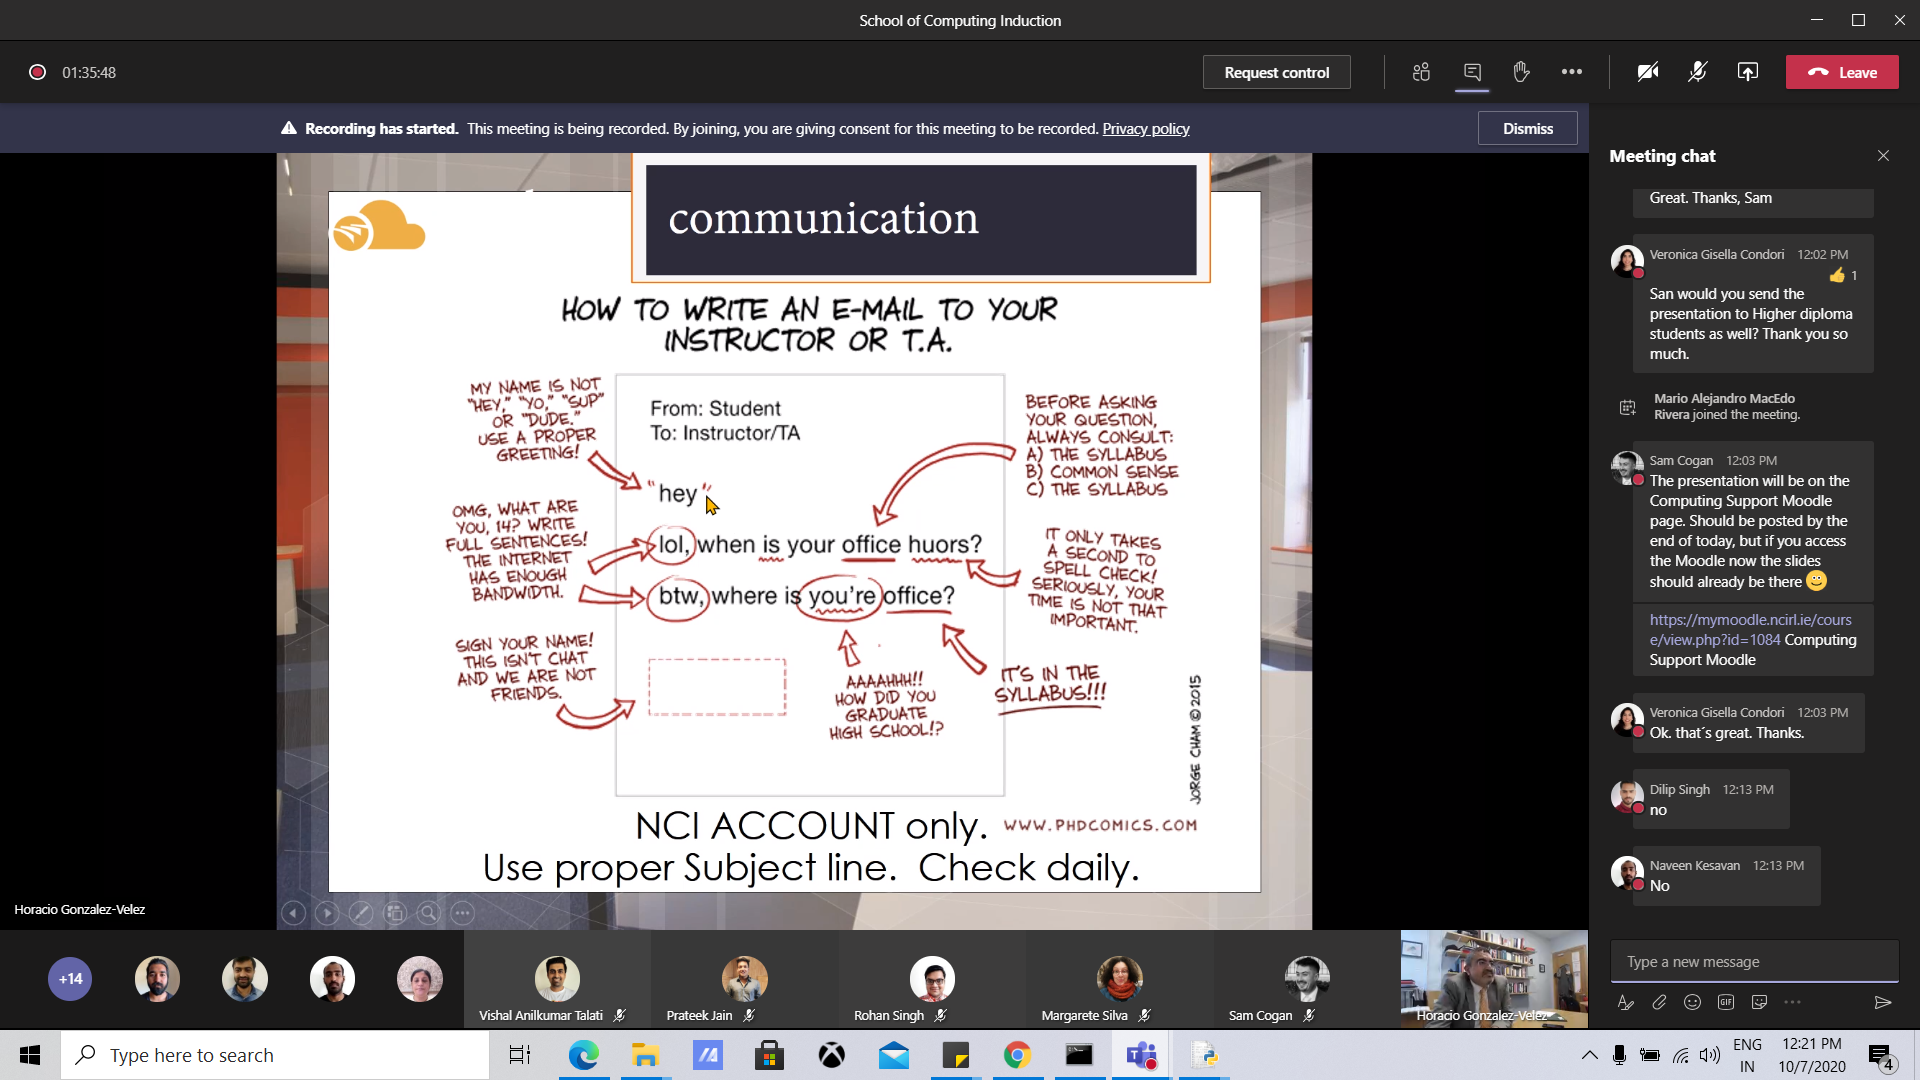 School of Computing Induction
01:35:48
Request control
Leave
Recording has started. This meeting is being recorded. By joining, you are giving consent for this meeting to be recorded. Privacy policy
Dismiss
communication
HOW TO WRITE AN E-MAIL TO YOUR
INSTRUCTOR OR T.A.
MY NAME IS NOT
"HEY," "YO," "SUP"
OR "DUDE."
USE A PROPER
GREETING!
From: Student
To: Instructor/TA
BEFORE ASKING
YOUR QUESTION,
ALWAYS CONSULT:
A) THE SYLLABUS
B) COMMON SENSE
C) THE SYLLABUS
"hey"
OMG, WHAT ARE
YOU, 14? WRITE
FULL SENTENCES!
THE INTERNET
HAS ENOUGH
BANDWIDTH.
lol, when is your office huors?
btw, where is you're office?
IT ONLY TAKES
A SECOND TO
SPELL CHECK!
SERIOUSLY, YOUR
TIME IS NOT THAT
IMPORTANT.
SIGN YOUR NAME!
THIS ISN'T CHAT
AND WE ARE NOT
FRIENDS.
AAAAHHH!!
HOW DID YOU
GRADUATE
HIGH SCHOOL!?
IT'S IN THE
SYLLABUS!!!
JORGE CHAM © 2015
NCI ACCOUNT only.
WWW.PHDCOMICS.COM
Use proper Subject line. Check daily.
Horacio Gonzalez-Velez
Meeting chat
Great. Thanks, Sam
Veronica Gisella Condori 12:02 PM
1
San would you send the
presentation to Higher diploma
students as well? Thank you so
much.
Mario Alejandro MacEdo
Rivera joined the meeting.
Sam Cogan 12:03 PM
The presentation will be on the
Computing Support Moodle
page. Should be posted by the
end of today, but if you access
the Moodle now the slides
should already be there
https://mymoodle.ncirl.ie/cours
e/view.php?id=1084 Computing
Support Moodle
Veronica Gisella Condori 12:03 PM
Ok. that´s great. Thanks.
Dilip Singh 12:13 PM
no
Naveen Kesavan 12:13 PM
No
Type a new message
GIF
+14
Vishal Anilkumar Talati
Prateek Jain
Rohan Singh
Margarete Silva
Sam Cogan
Horacio Gonzalez-Velez
Type here to search
ENG
IN
12:21 PM
10/7/2020
4